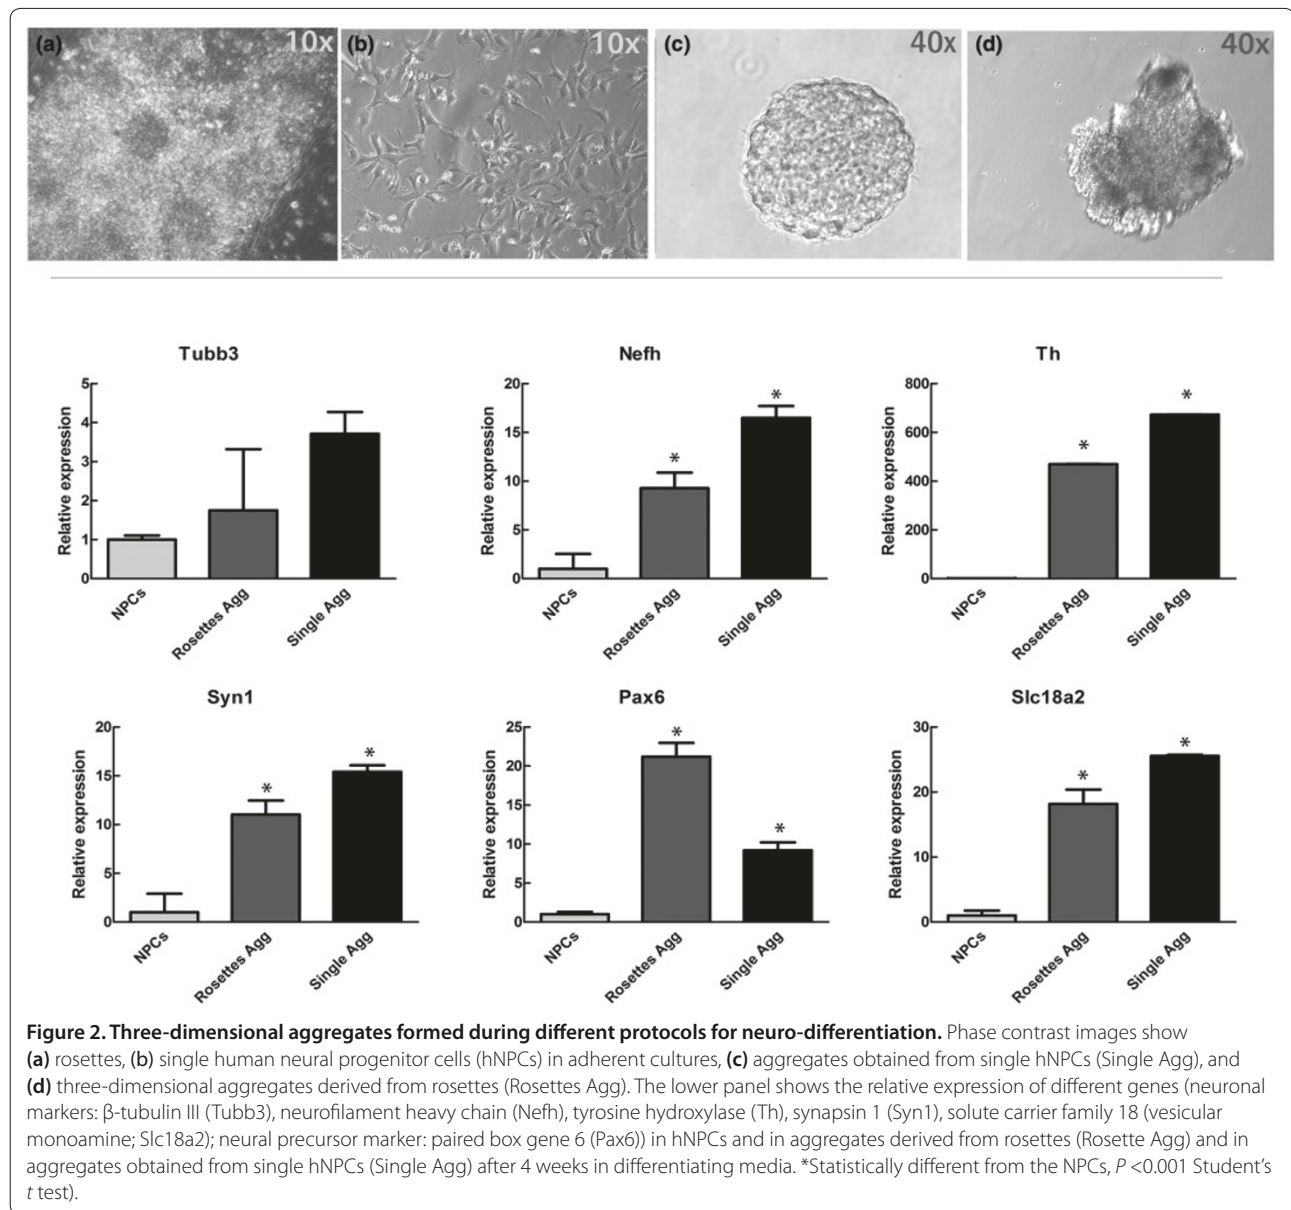 (a) 10x (b) 10x (c) 40x (d) 40x
Tubb3
Relative expression
5
4
3
2
1
0
NPCs
Rosettes Agg
Single Agg
Nefh
Relative expression
20
15
10
5
0
*
*
NPCs
Rosettes Agg
Single Agg
Th
Relative expression
800
600
400
200
0
*
*
NPCs
Rosettes Agg
Single Agg
Syn1
Relative expression
20
15
10
5
0
*
*
NPCs
Rosettes Agg
Single Agg
Pax6
Relative expression
25
20
15
10
5
0
*
*
NPCs
Rosettes Agg
Single Agg
Slc18a2
Relative expression
30
20
10
0
*
*
NPCs
Rosettes Agg
Single Agg
Figure 2. Three-dimensional aggregates formed during different protocols for neuro-differentiation. Phase contrast images show
(a) rosettes, (b) single human neural progenitor cells (hNPCs) in adherent cultures, (c) aggregates obtained from single hNPCs (Single Agg), and
(d) three-dimensional aggregates derived from rosettes (Rosettes Agg). The lower panel shows the relative expression of different genes (neuronal
markers: β-tubulin III (Tubb3), neurofilament heavy chain (Nefh), tyrosine hydroxylase (Th), synapsin 1 (Syn1), solute carrier family 18 (vesicular
monoamine; Slc18a2); neural precursor marker: paired box gene 6 (Pax6)) in hNPCs and in aggregates derived from rosettes (Rosette Agg) and in
aggregates obtained from single hNPCs (Single Agg) after 4 weeks in differentiating media. *Statistically different from the NPCs, P <0.001 Student's
t test).